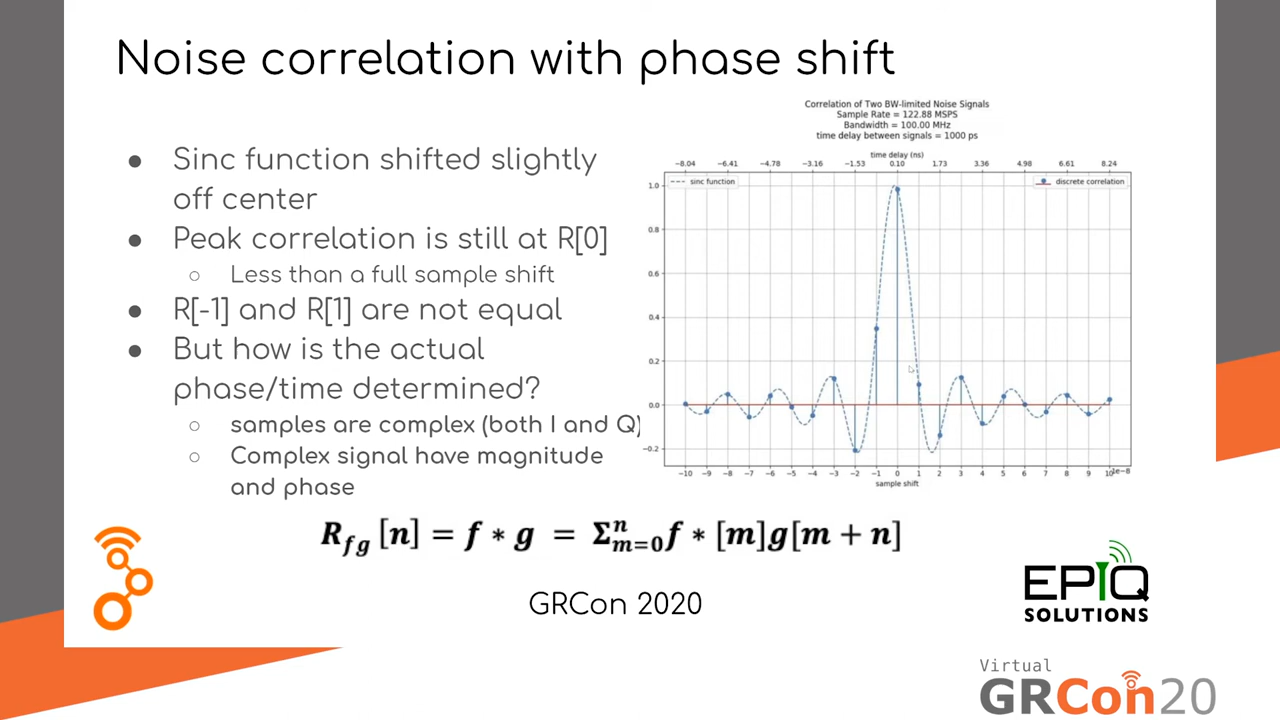 Noise correlation with phase shift
● Sinc function shifted slightly
off center
● Peak correlation is still at R[0]
○ Less than a full sample shift
● R[-1] and R[1] are not equal
● But how is the actual
phase/time determined?
○ samples are complex (both I and Q)
○ Complex signal have magnitude
and phase
Correlation of Two BW-limited Noise Signals
Sample Rate = 122.88 MSPS
Bandwidth = 100.00 MHz
time delay between signals = 1000 ps
time delay (ns)
−8.04 −6.41 −4.78 −3.16 −1.53 0.10 1.73 3.36 4.98 6.61 8.24
sinc function
discrete correlation
1.0
0.8
0.6
0.4
0.2
0.0
−0.2
−10 −9 −8 −7 −6 −5 −4 −3 −2 −1 0 1 2 3 4 5 6 7 8 9 10
1e−8
sample shift
R_fg [n] = f ∗ g = Σ_{m=0}^{n} f ∗ [m]g[m + n]
GRCon 2020
EPIQ
SOLUTIONS
Virtual
GRCon20